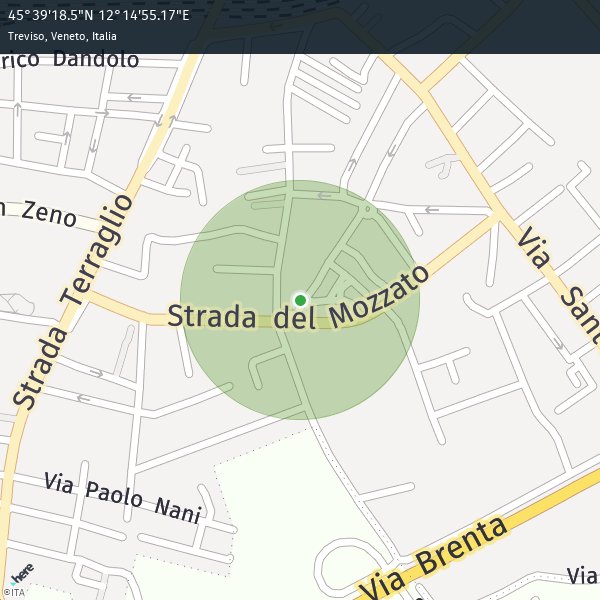 45°39'18.5"N 12°14'55.17"E
Treviso, Veneto, Italia
rico Dandolo
n Zeno
Strada Terraglio
Via Sant
Strada del Mozzato
Via Paolo Nani
Via Brenta
Via
here
©ITA